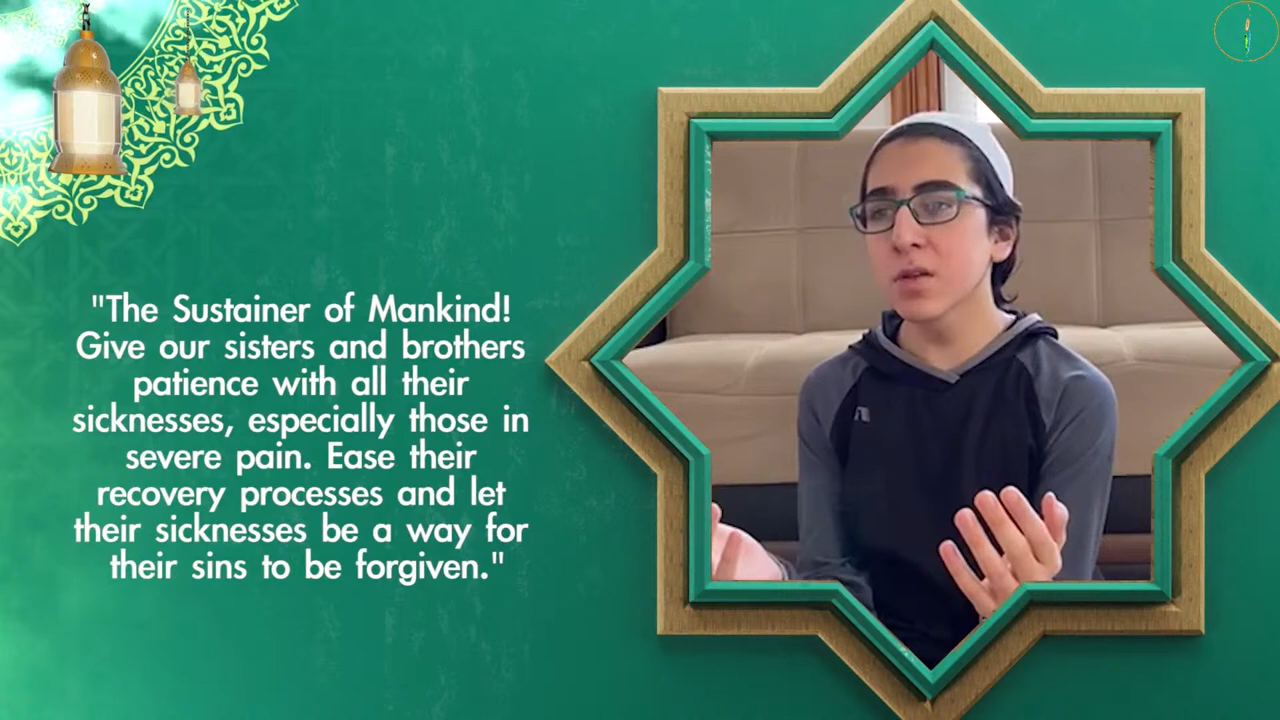 "The Sustainer of Mankind!
Give our sisters and brothers
patience with all their
sicknesses, especially those in
severe pain. Ease their
recovery processes and let
their sicknesses be a way for
their sins to be forgiven."